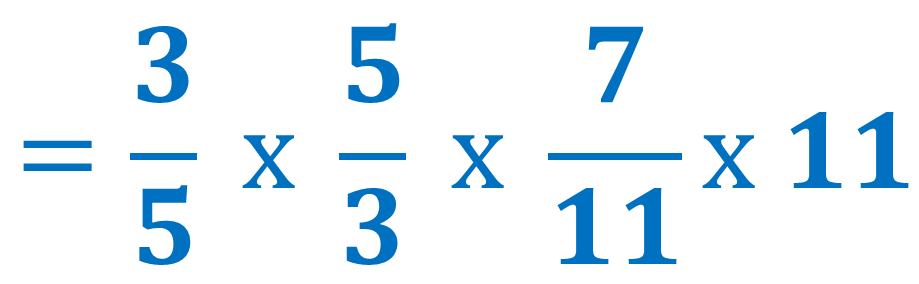 = 3/5 x 5/3 x 7/11 x 11